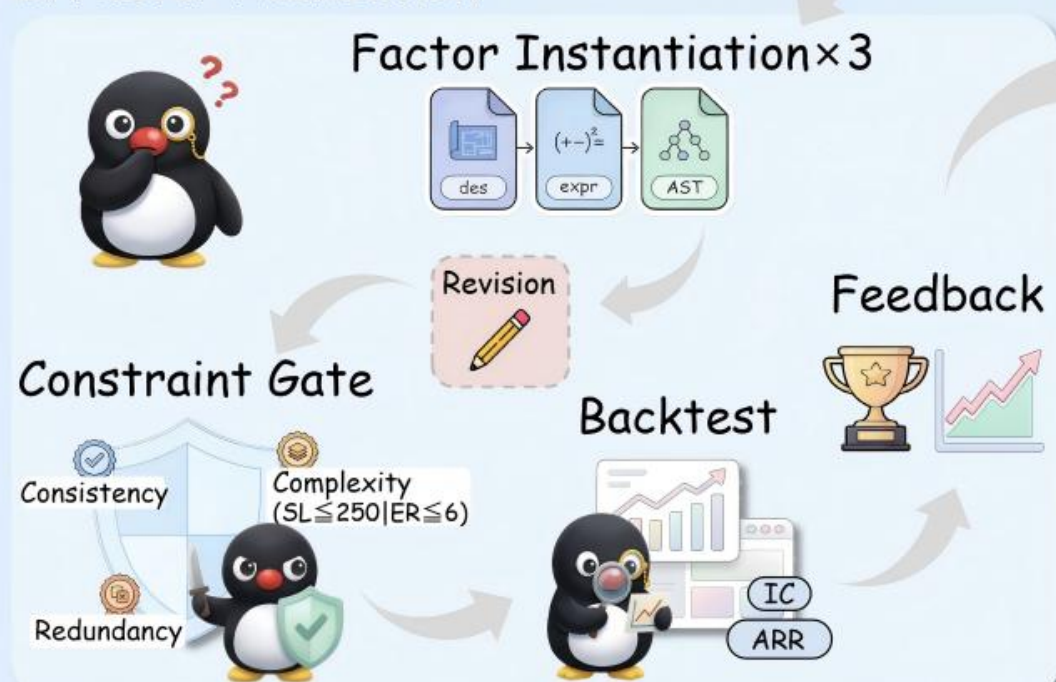 Factor Instantiation×3
des
expr
(+−)²=
AST
??
Revision
Feedback
Constraint Gate
Backtest
Consistency
Complexity
(SL≦250|ER≦6)
Redundancy
IC
ARR